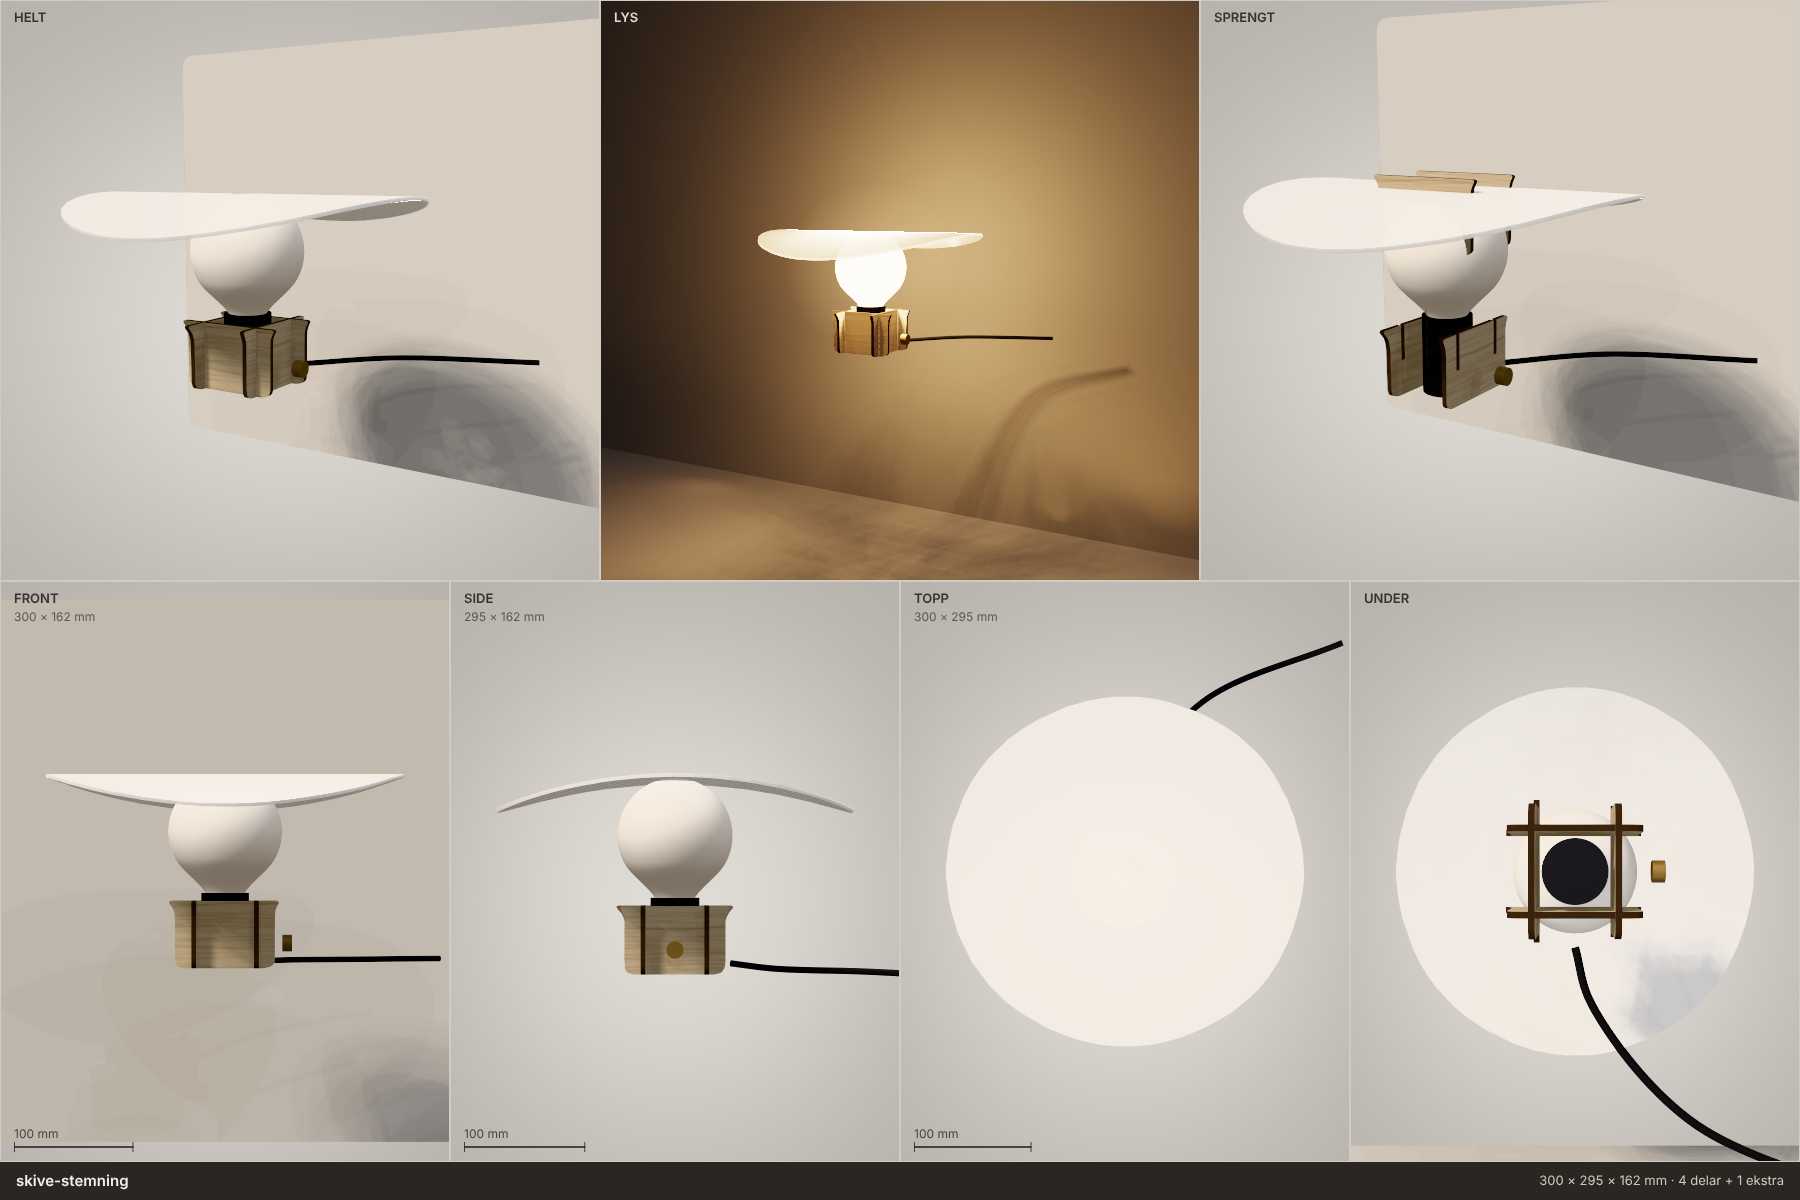 HELT
LYS
SPRENGT
FRONT
300 × 162 mm
SIDE
295 × 162 mm
TOPP
300 × 295 mm
UNDER
100 mm
100 mm
100 mm
skive-stemning
300 × 295 × 162 mm · 4 delar + 1 ekstra